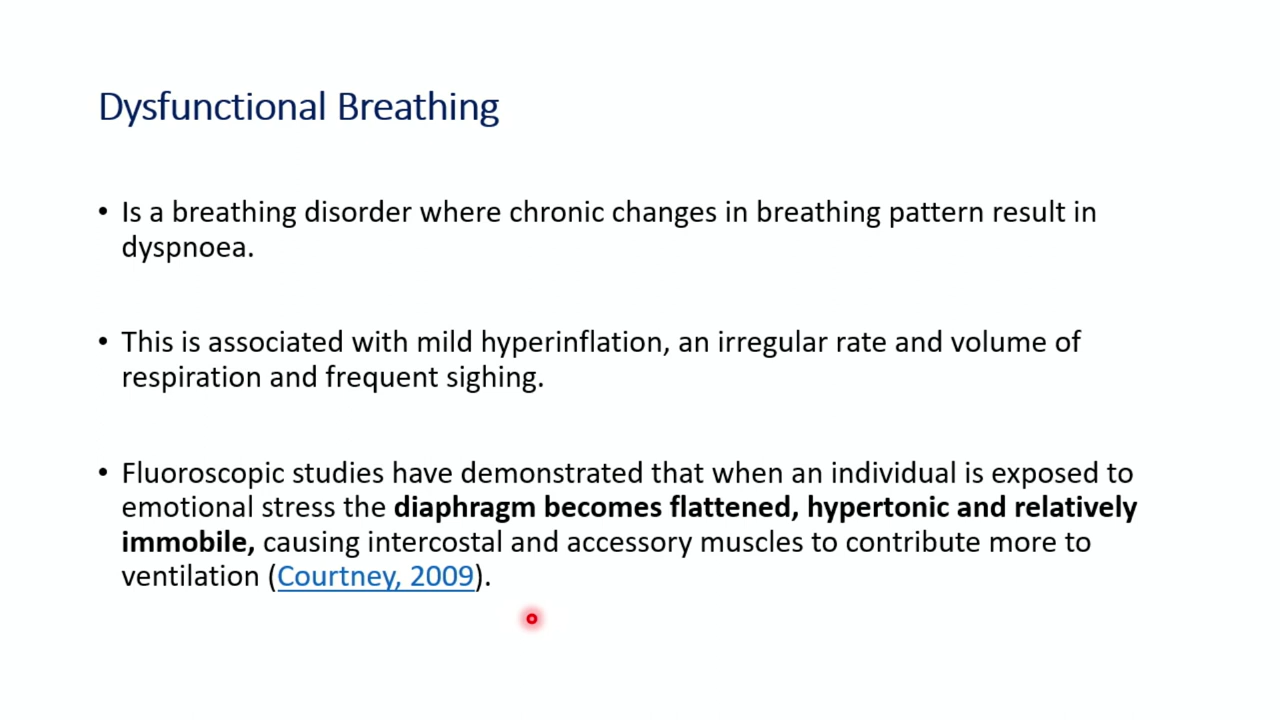 Dysfunctional Breathing
• Is a breathing disorder where chronic changes in breathing pattern result in
dyspnoea.
• This is associated with mild hyperinflation, an irregular rate and volume of
respiration and frequent sighing.
• Fluoroscopic studies have demonstrated that when an individual is exposed to
emotional stress the diaphragm becomes flattened, hypertonic and relatively
immobile, causing intercostal and accessory muscles to contribute more to
ventilation (Courtney, 2009).